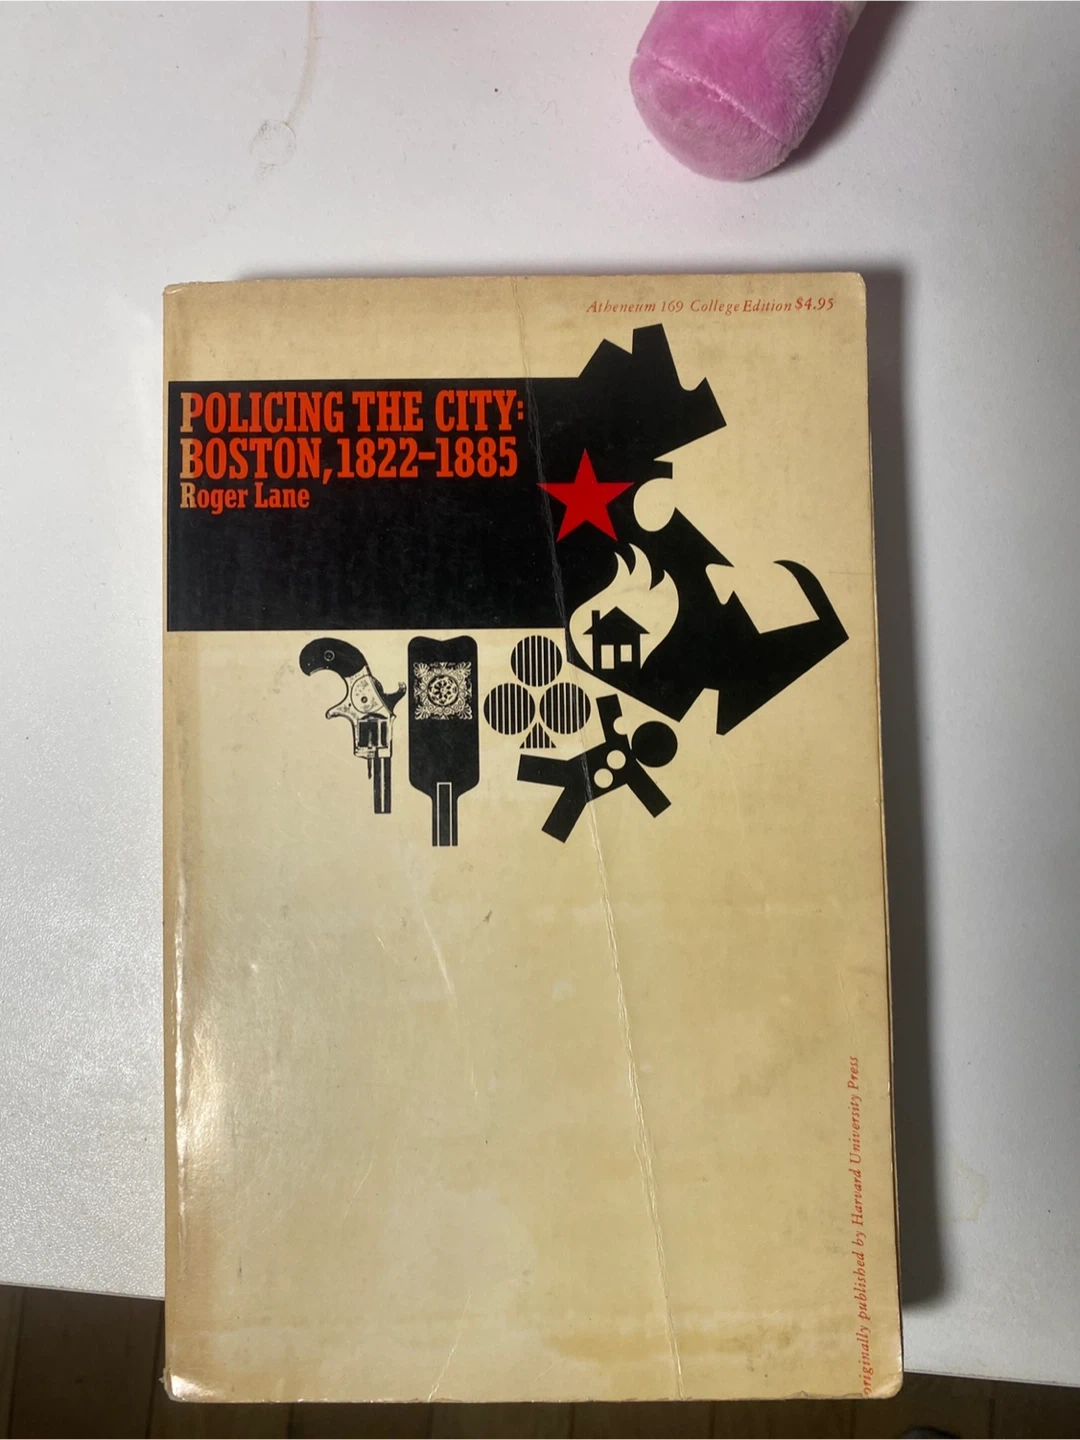 Atheneum 169 College Edition $4.95
POLICING THE CITY:
BOSTON, 1822–1885
Roger Lane
originally published by Harvard University Press